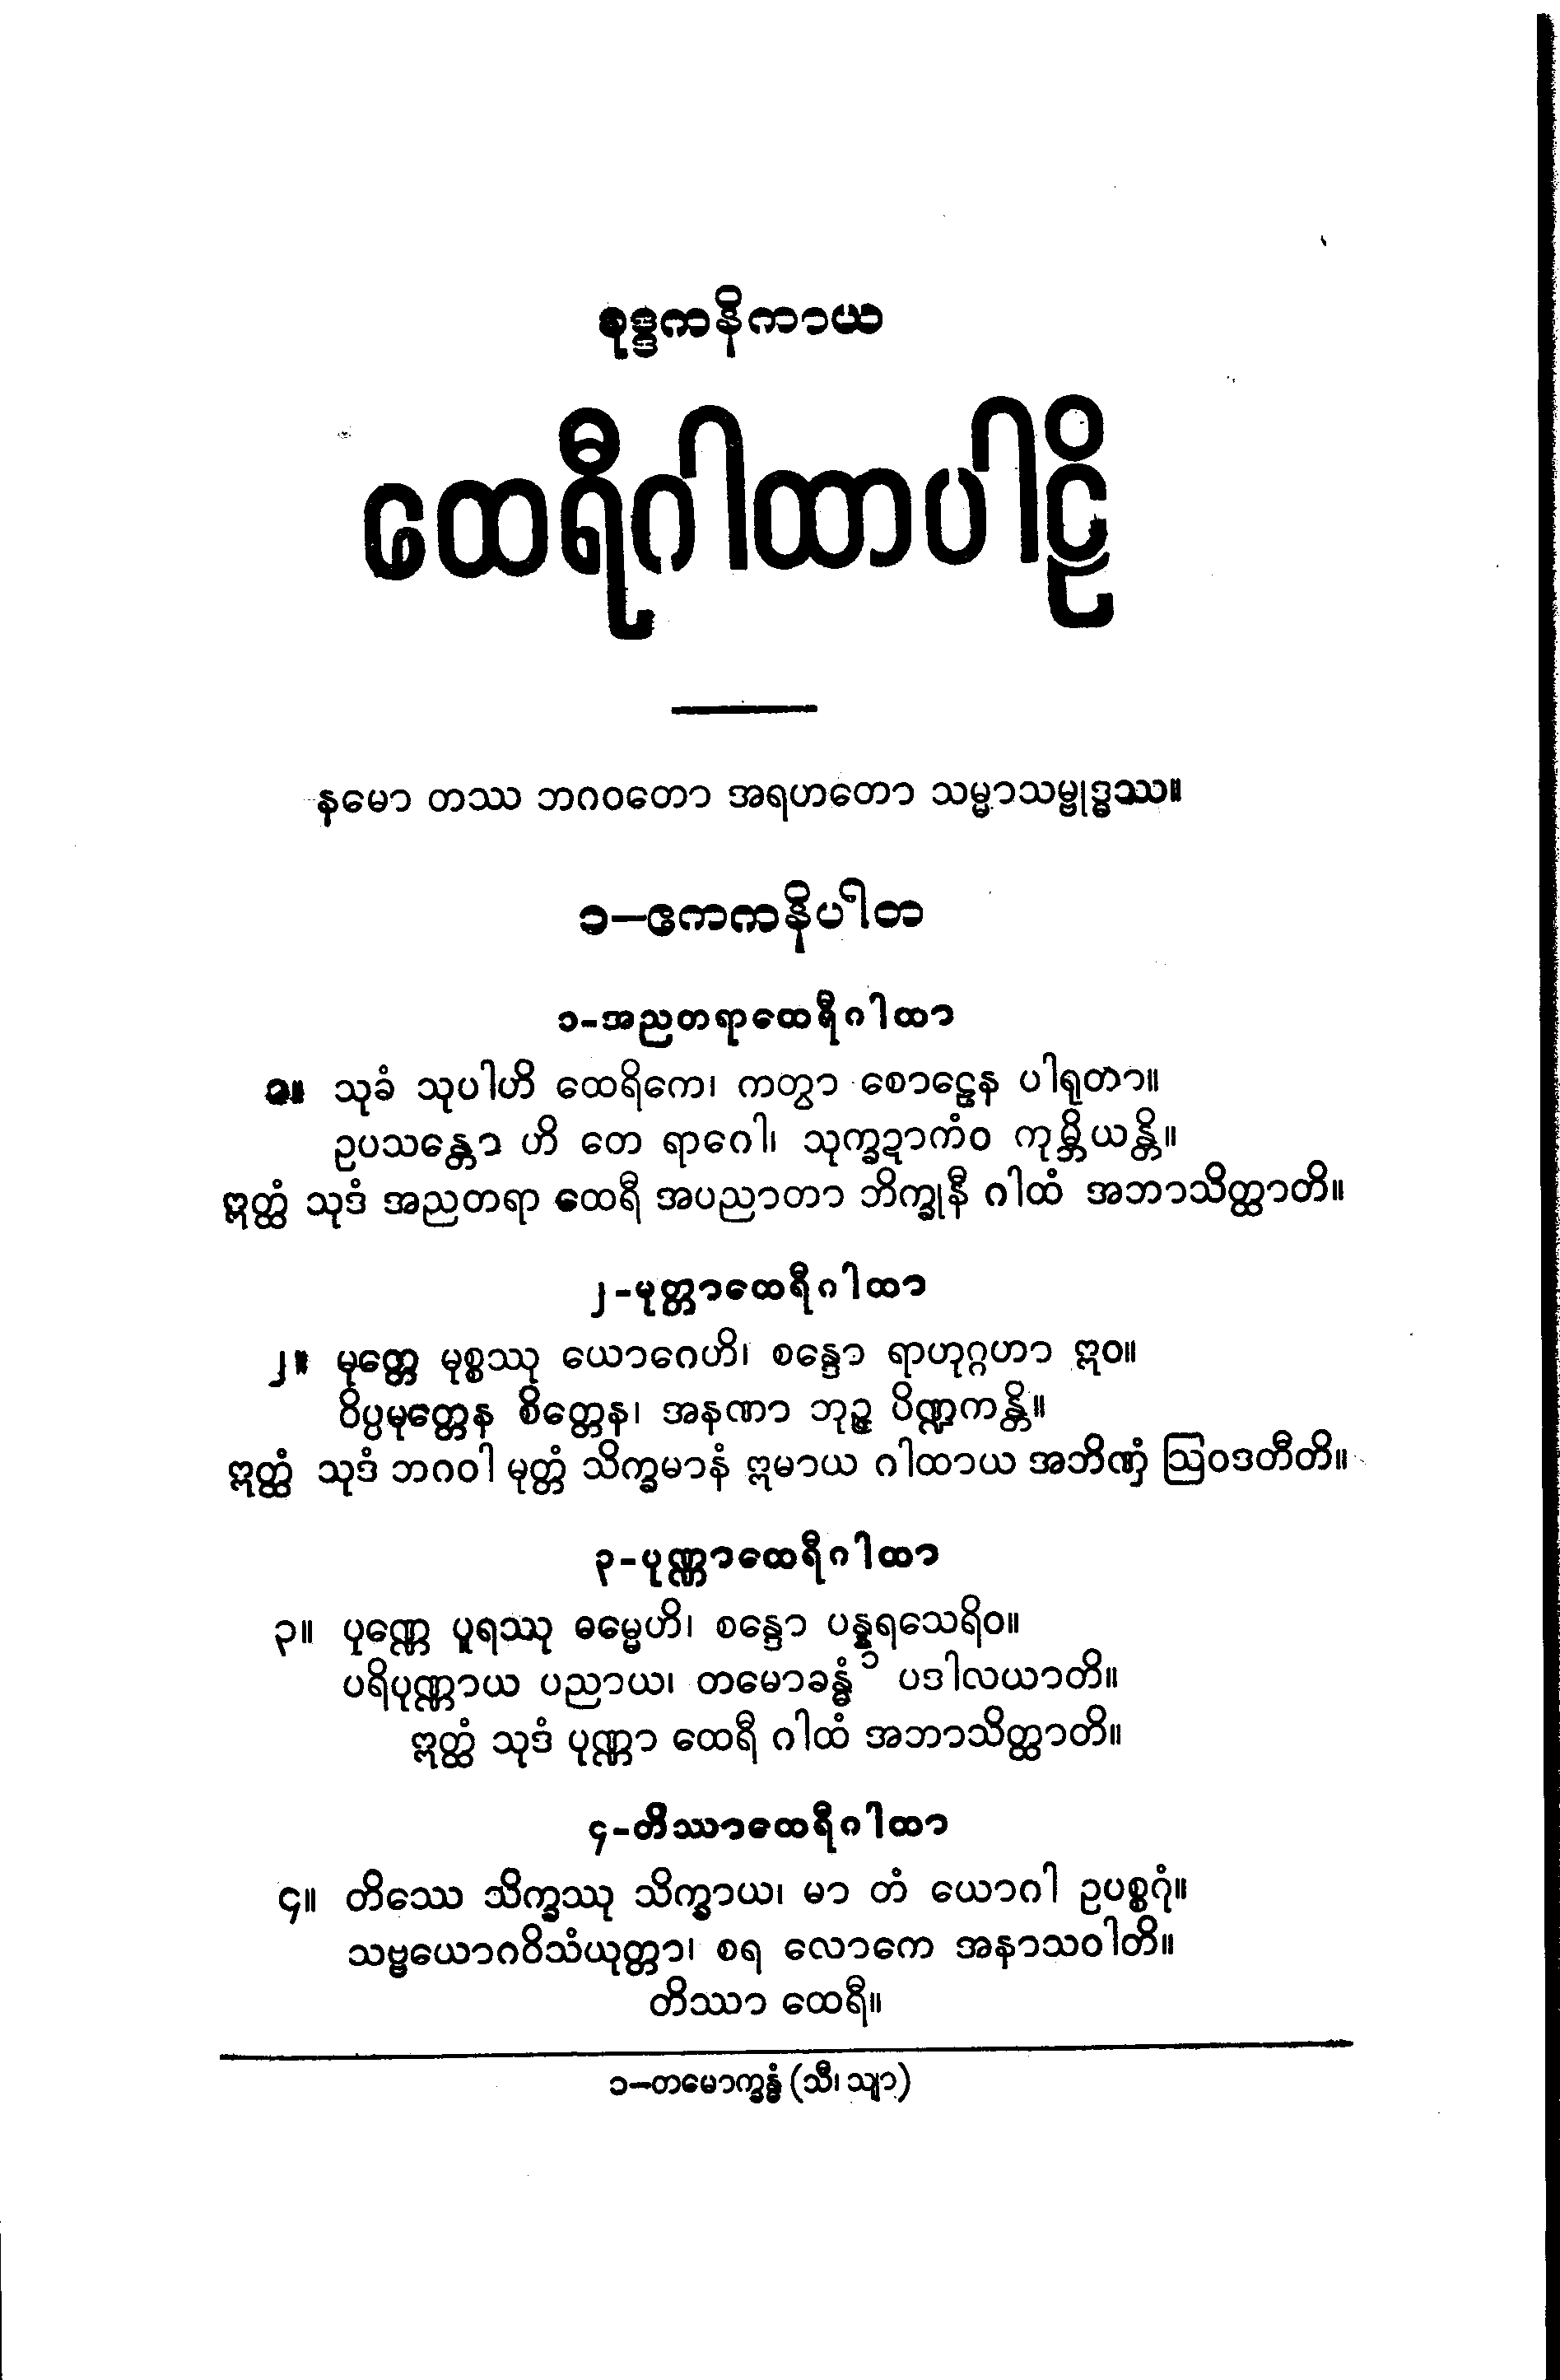 ခုဒ္ဒကနိကာယ
ထေရီဂါထာပါဠိ
နမော တဿ ဘဂဝတော အရဟတော သမ္မာသမ္ဗုဒ္ဓဿ။
၁–ဧကကနိပါတ
၁-အညတရာထေရီဂါထာ
၁။ သုခံ သုပါဟိ ထေရိကေ၊ ကတွာ စောဠေန ပါရုတာ။
ဥပသန္တော ဟိ တေ ရာဂေါ၊ သုက္ခဍာကံဝ ကုမ္ဘိယန္တိ။
ဣတ္ထံ သုဒံ အညတရာ ထေရီ အပညာတာ ဘိက္ခုနီ ဂါထံ အဘာသိတ္ထာတိ။
၂-မုတ္တာထေရီဂါထာ
၂။ မုတ္တေ မုစ္စဿု ယောဂေဟိ၊ စန္ဒော ရာဟုဂ္ဂဟာ ဣဝ။
ဝိပ္ပမုတ္တေန စိတ္တေန၊ အနဏာ ဘုဉ္ဇ ပိဏ္ဍကန္တိ။
ဣတ္ထံ သုဒံ ဘဂဝါ မုတ္တံ သိက္ခမာနံ ဣမာယ ဂါထာယ အဘိဏှံ ဩဝဒတီတိ။
၃-ပုဏ္ဏာထေရီဂါထာ
၃။ ပုဏ္ဏေ ပူရဿု ဓမ္မေဟိ၊ စန္ဒော ပန္နရသေရိဝ။
ပရိပုဏ္ဏာယ ပညာယ၊ တမောခန္ဓံ ၁ ပဒါလယာတိ။
ဣတ္ထံ သုဒံ ပုဏ္ဏာ ထေရီ ဂါထံ အဘာသိတ္ထာတိ။
၄-တိဿာထေရီဂါထာ
၄။ တိဿေ သိက္ခဿု သိက္ခာယ၊ မာ တံ ယောဂါ ဥပစ္စဂုံ။
သဗ္ဗယောဂဝိသံယုတ္တာ၊ စရ လောကေ အနာသဝါတိ။
တိဿာ ထေရီ။
၁–တမောက္ခန္ဓံ (သီ၊ သျာ)